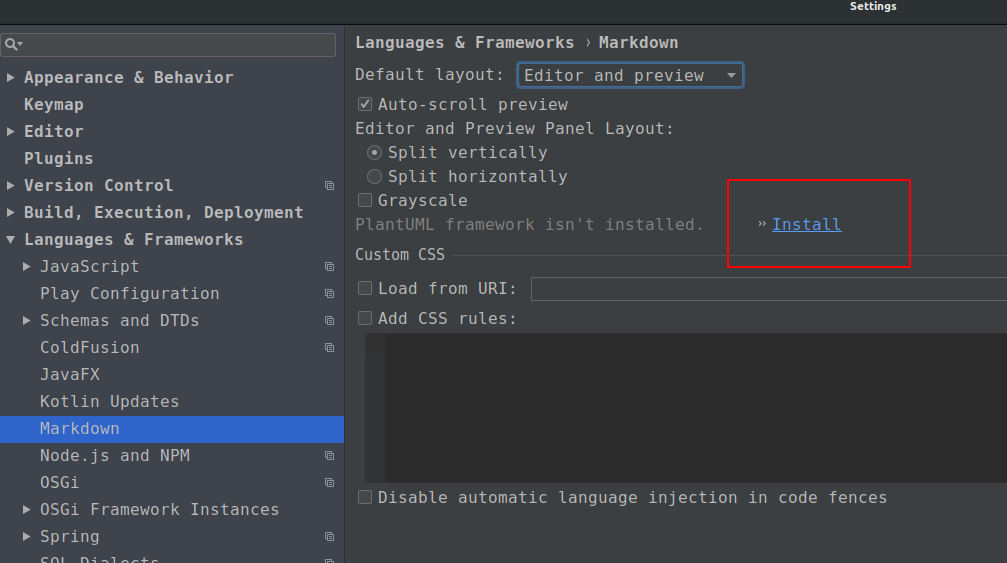 Settings
Appearance & Behavior
Keymap
Editor
Plugins
Version Control
Build, Execution, Deployment
Languages & Frameworks
JavaScript
Play Configuration
Schemas and DTDs
ColdFusion
JavaFX
Kotlin Updates
Markdown
Node.js and NPM
OSGi
OSGi Framework Instances
Spring
SQL Dialects
Languages & Frameworks › Markdown
Default layout: Editor and preview
Auto-scroll preview
Editor and Preview Panel Layout:
Split vertically
Split horizontally
Grayscale
PlantUML framework isn't installed. » Install
Custom CSS
Load from URI:
Add CSS rules:
Disable automatic language injection in code fences